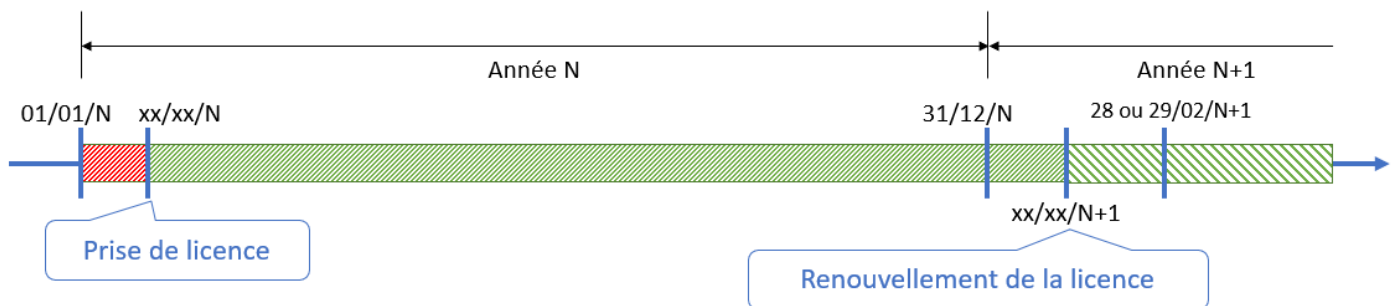 Année N
Année N+1
01/01/N
xx/xx/N
31/12/N
28 ou 29/02/N+1
xx/xx/N+1
Prise de licence
Renouvellement de la licence